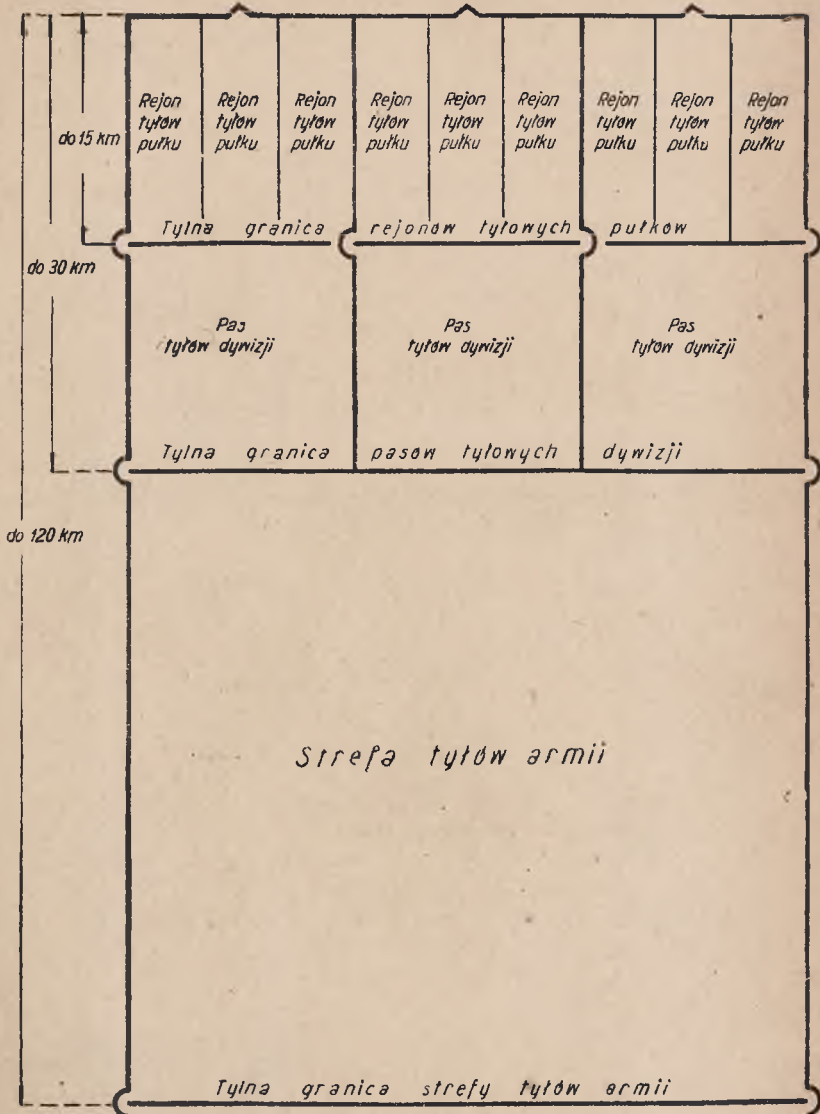 Rejon
tyłów
pułku
Rejon
tyłów
pułku
Rejon
tyłów
pułku
Rejon
tyłów
pułku
Rejon
tyłów
pułku
Rejon
tyłów
pułku
Rejon
tyłów
pułku
Rejon
tyłów
pułku
Rejon
tyłów
pułku
do 15 km
Tylna granica rejonów tyłowych pułków
do 30 km
Pas
tyłów dywizji
Pas
tyłów dywizji
Pas
tyłów dywizji
Tylna granica pasów tyłowych dywizji
do 120 km
Strefa tyłów armii
Tylna granica strefy tyłów armii